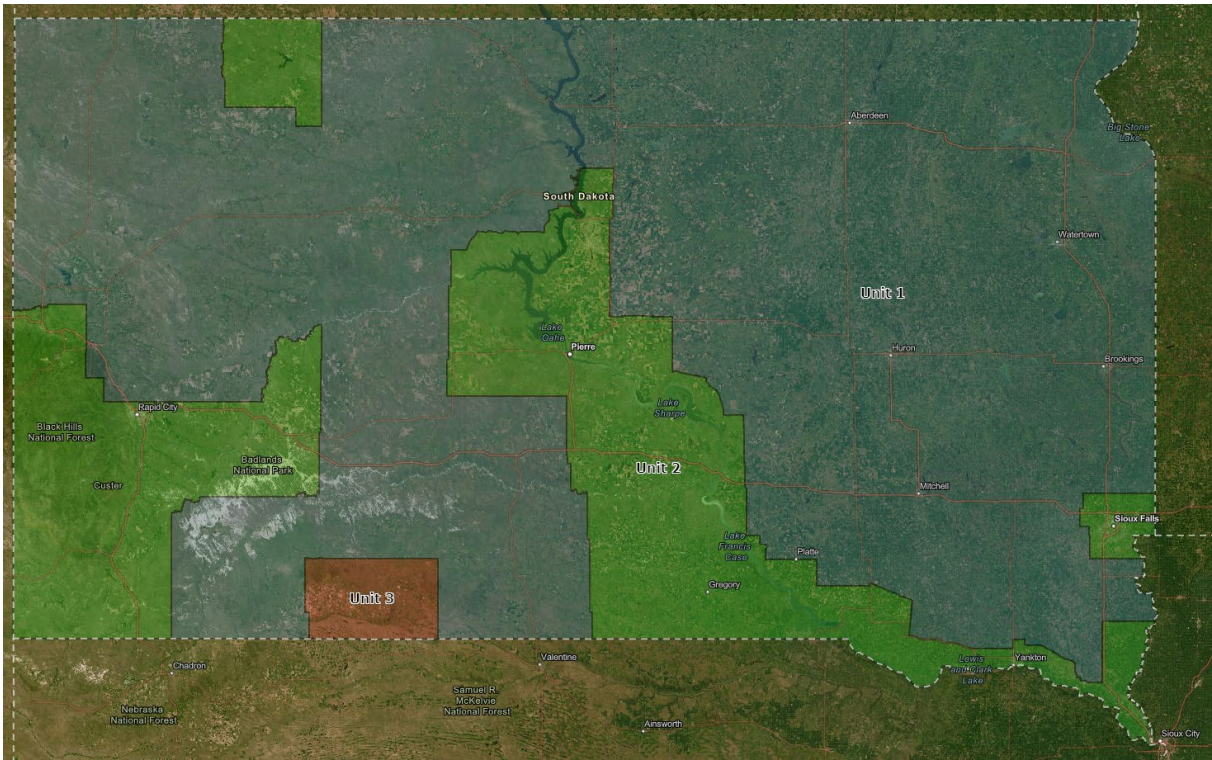 Aberdeen
Big Stone
Lake
South Dakota
Watertown
Unit 1
Lake
Oahe
Pierre
Huron
Brookings
Rapid City
Lake
Sharpe
Black Hills
National Forest
Badlands
National Park
Unit 2
Custer
Mitchell
Sioux Falls
Lake
Francis
Case
Platte
Gregory
Unit 3
Chadron
Valentine
Lewis
and Clark
Lake
Yankton
Samuel R.
McKelvie
National Forest
Nebraska
National Forest
Ainsworth
Sioux City